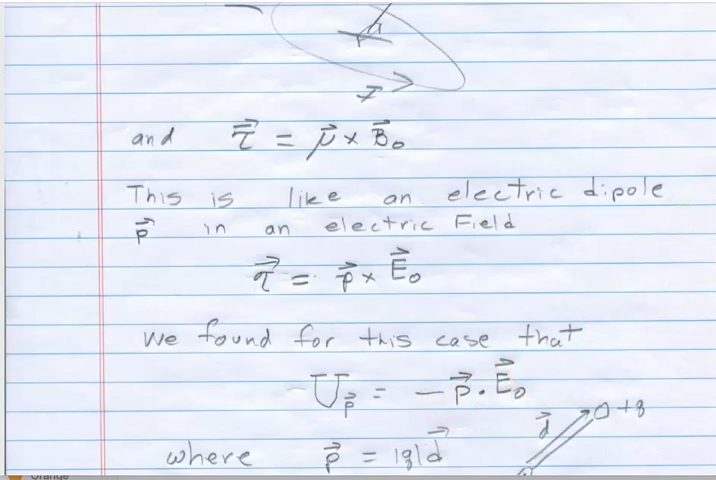 I
and τ⃗ = μ⃗ × B⃗₀
This is like an electric dipole
p⃗ in an electric Field
τ⃗ = p⃗ × E⃗₀
We found for this case that
U_p⃗ = - p⃗ · E⃗₀
d⃗ +q
where p⃗ = |q|d⃗
Orange